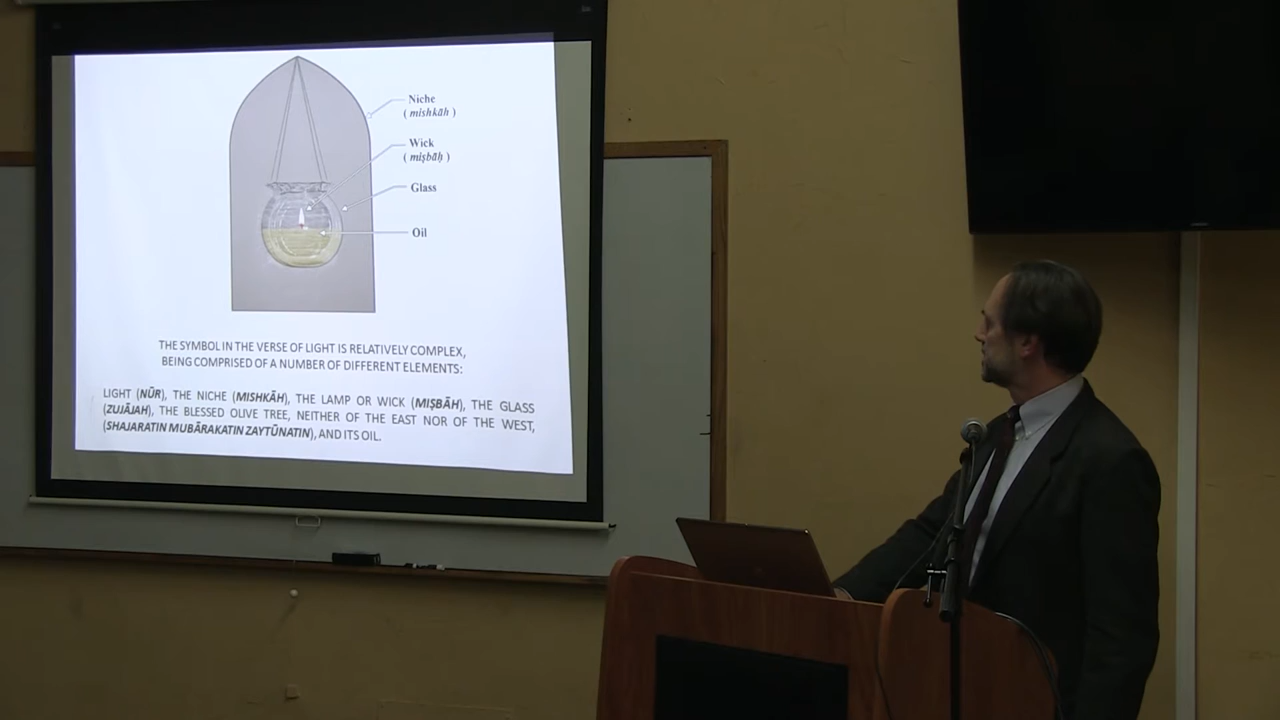 Niche
( mishkāh )
Wick
( miṣbāḥ )
Glass
Oil
THE SYMBOL IN THE VERSE OF LIGHT IS RELATIVELY COMPLEX,
BEING COMPRISED OF A NUMBER OF DIFFERENT ELEMENTS:
LIGHT (NŪR), THE NICHE (MISHKĀH), THE LAMP OR WICK (MIṢBĀH), THE GLASS
(ZUJĀJAH), THE BLESSED OLIVE TREE, NEITHER OF THE EAST NOR OF THE WEST,
(SHAJARATIN MUBĀRAKATIN ZAYTŪNATIN), AND ITS OIL.